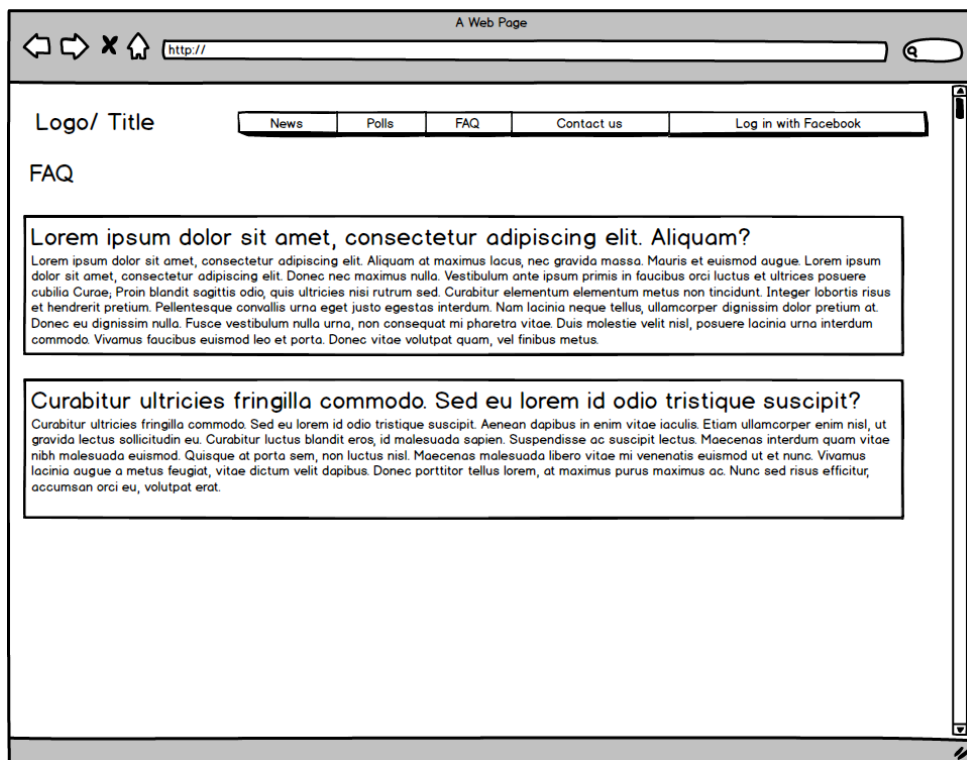 A Web Page
http://
Logo/ Title
News Polls FAQ Contact us Log in with Facebook
FAQ
Lorem ipsum dolor sit amet, consectetur adipiscing elit. Aliquam?
Lorem ipsum dolor sit amet, consectetur adipiscing elit. Aliquam at maximus lacus, nec gravida massa. Mauris et euismod augue. Lorem ipsum
dolor sit amet, consectetur adipiscing elit. Donec nec maximus nulla. Vestibulum ante ipsum primis in faucibus orci luctus et ultrices posuere
cubilia Curae; Proin blandit sagittis odio, quis ultricies nisi rutrum sed. Curabitur elementum elementum metus non tincidunt. Integer lobortis risus
et hendrerit pretium. Pellentesque convallis urna eget justo egestas interdum. Nam lacinia neque tellus, ullamcorper dignissim dolor pretium at.
Donec eu dignissim nulla. Fusce vestibulum nulla urna, non consequat mi pharetra vitae. Duis molestie velit nisl, posuere lacinia urna interdum
commodo. Vivamus faucibus euismod leo et porta. Donec vitae volutpat quam, vel finibus metus.
Curabitur ultricies fringilla commodo. Sed eu lorem id odio tristique suscipit?
Curabitur ultricies fringilla commodo. Sed eu lorem id odio tristique suscipit. Aenean dapibus in enim vitae iaculis. Etiam ullamcorper enim nisl, ut
gravida lectus sollicitudin eu. Curabitur luctus blandit eros, id malesuada sapien. Suspendisse ac suscipit lectus. Maecenas interdum quam vitae
nibh malesuada euismod. Quisque at porta sem, non luctus nisl. Maecenas malesuada libero vitae mi venenatis euismod ut et nunc. Vivamus
lacinia augue a metus feugiat, vitae dictum velit dapibus. Donec porttitor tellus lorem, at maximus purus maximus ac. Nunc sed risus efficitur,
accumsan orci eu, volutpat erat.